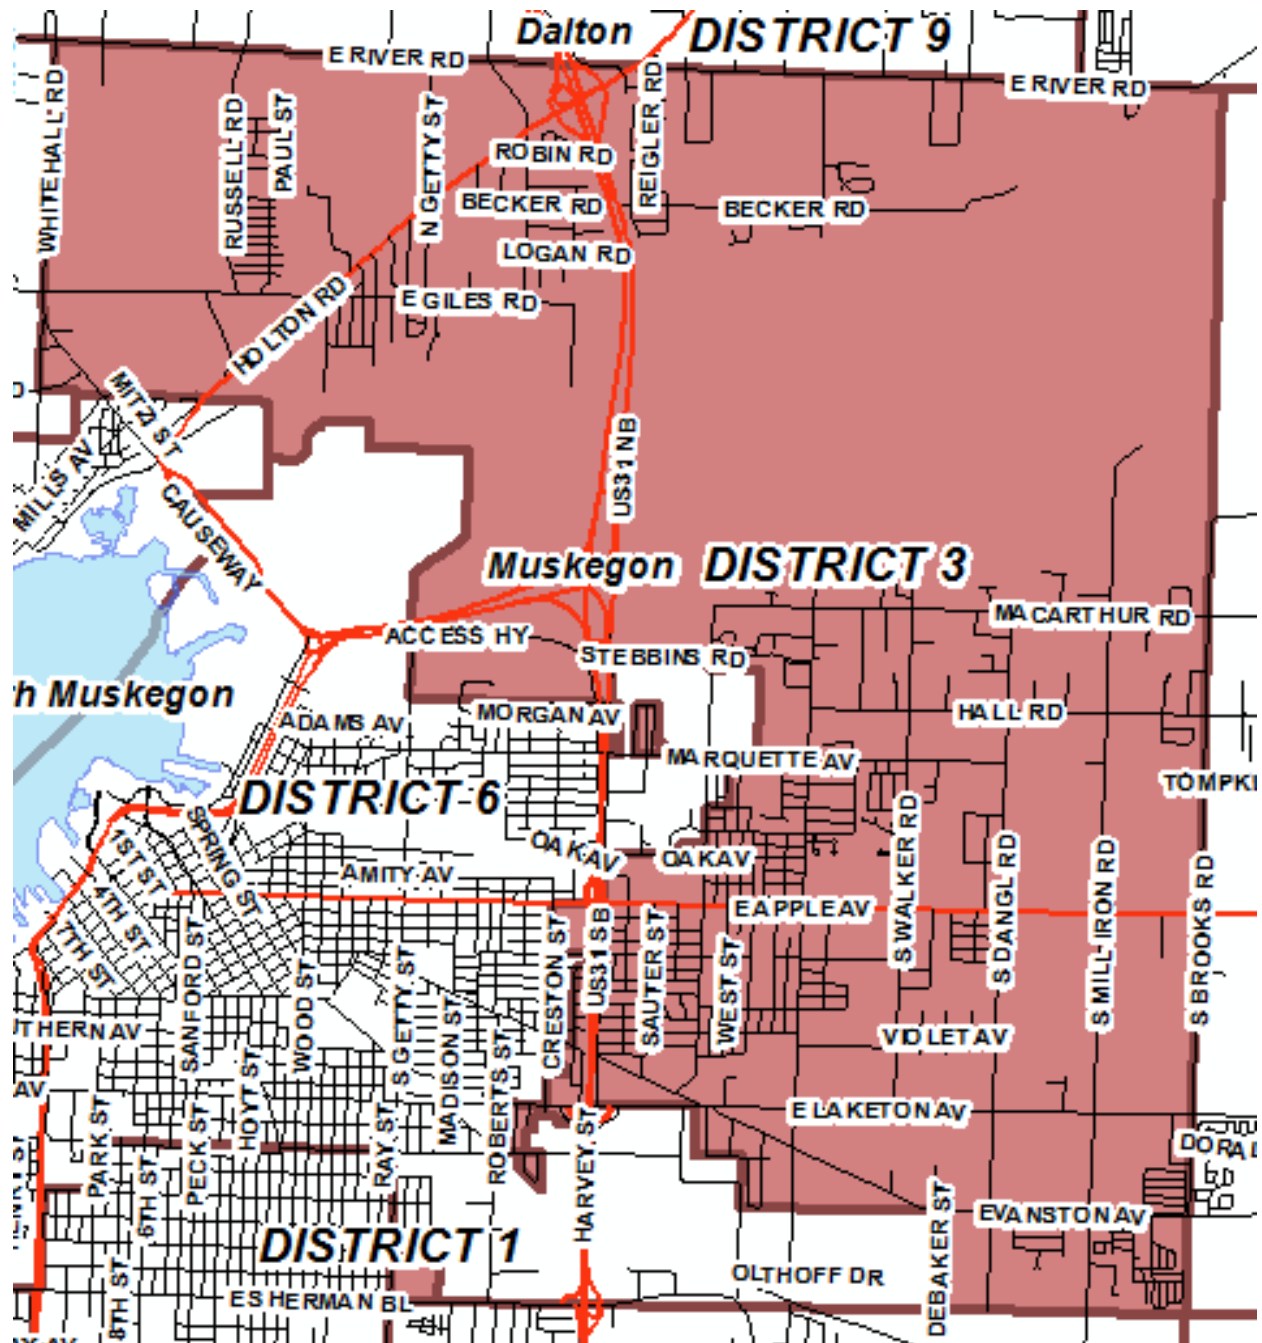 Dalton
DISTRICT 9
E RIVER RD
E RIVER RD
WHITEHALL RD
RUSSELL RD
PAUL ST
N GETTY ST
REIGLER RD
ROBIN RD
BECKER RD
BECKER RD
LOGAN RD
E GILES RD
HOLTON RD
D
MITZI ST
MILLS AV
CAUSEWAY
US31 NB
Muskegon
DISTRICT 3
MACARTHUR RD
ACCESS HY
STEBBINS RD
h Muskegon
ADAMS AV
MORGAN AV
HALL RD
MARQUETTE AV
TOMPKI
DISTRICT 6
SPRING ST
1ST ST
4TH ST
7TH ST
OAK AV
OAK AV
AMITY AV
E APPLE AV
S WALKER RD
S DANGL RD
S MILL IRON RD
S BROOKS RD
SANFORD ST
WOOD ST
S GETTY ST
CRESTON ST
US31 SB
SAUTER ST
WEST ST
UTHERN AV
VIOLET AV
MADISON ST
ROBERTS ST
HOYT ST
AV
PARK ST
PECK ST
RAY ST
E LAKETON AV
HARVEY ST
DORAL
6TH ST
EVANSTON AV
DEBAKER ST
DISTRICT 1
OLTHOFF DR
8TH ST
E SHERMAN BL